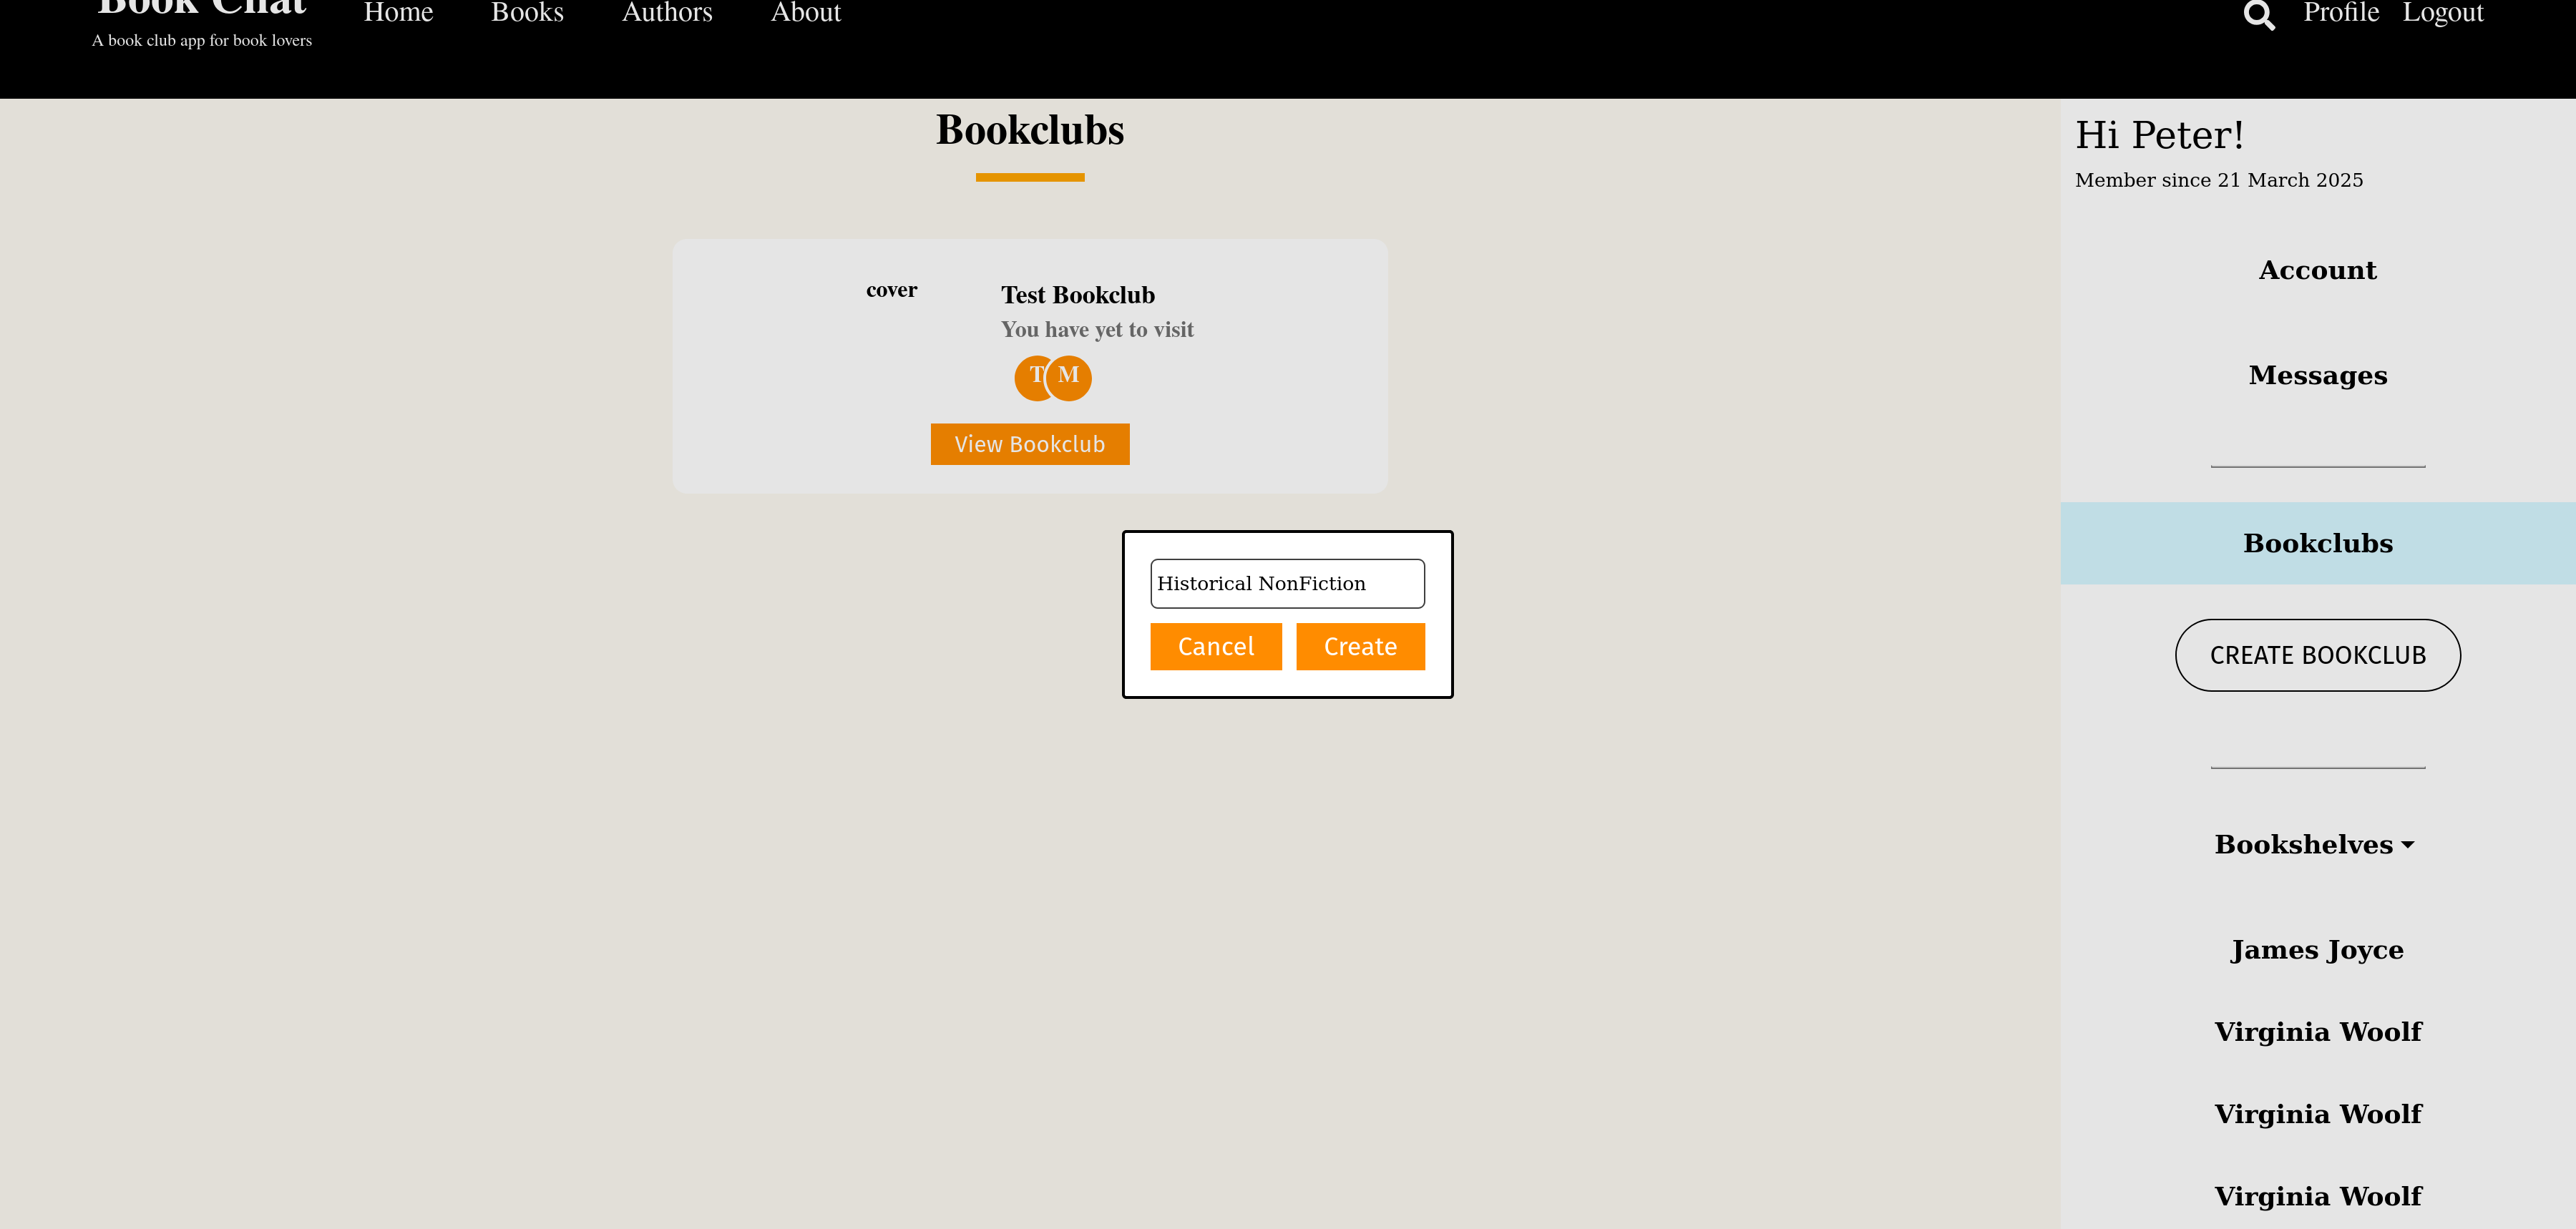 Book Chat
A book club app for book lovers
Home Books Authors About
Profile Logout
Bookclubs
cover
Test Bookclub
You have yet to visit
T M
View Bookclub
Historical NonFiction
Cancel Create
Hi Peter!
Member since 21 March 2025
Account
Messages
Bookclubs
CREATE BOOKCLUB
Bookshelves
James Joyce
Virginia Woolf
Virginia Woolf
Virginia Woolf